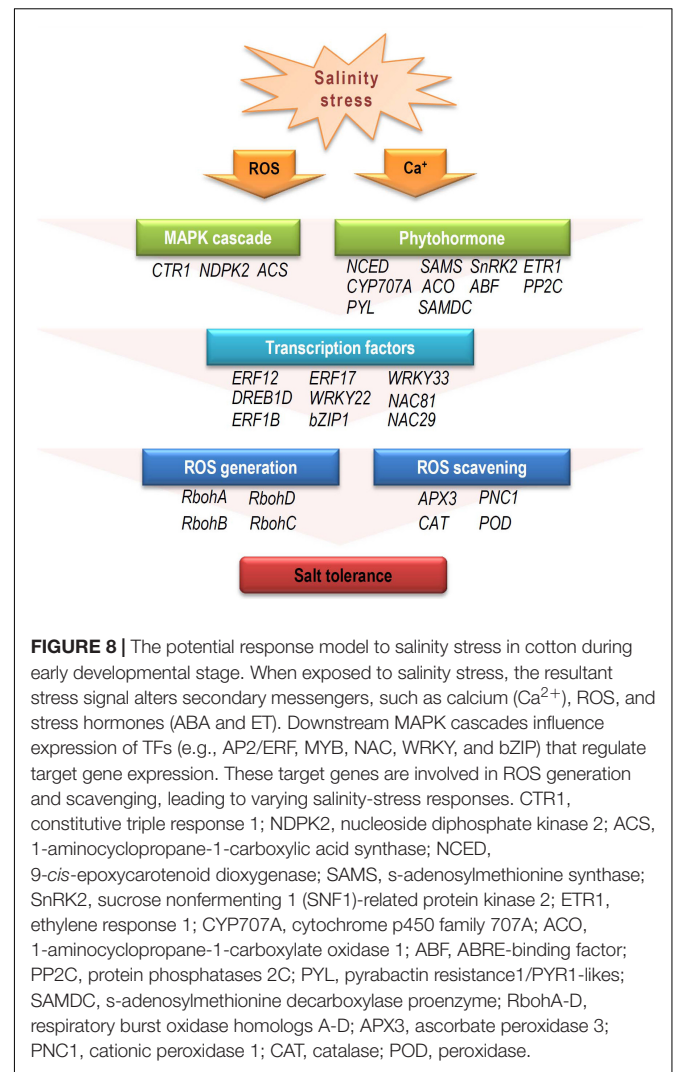 Salinity
stress
ROS
Ca⁺
MAPK cascade
CTR1 NDPK2 ACS
Phytohormone
NCED SAMS SnRK2 ETR1
CYP707A ACO ABF PP2C
PYL SAMDC
Transcription factors
ERF12 ERF17 WRKY33
DREB1D WRKY22 NAC81
ERF1B bZIP1 NAC29
ROS generation
RbohA RbohD
RbohB RbohC
ROS scavening
APX3 PNC1
CAT POD
Salt tolerance
FIGURE 8 | The potential response model to salinity stress in cotton during
early developmental stage. When exposed to salinity stress, the resultant
stress signal alters secondary messengers, such as calcium (Ca²⁺), ROS, and
stress hormones (ABA and ET). Downstream MAPK cascades influence
expression of TFs (e.g., AP2/ERF, MYB, NAC, WRKY, and bZIP) that regulate
target gene expression. These target genes are involved in ROS generation
and scavenging, leading to varying salinity-stress responses. CTR1,
constitutive triple response 1; NDPK2, nucleoside diphosphate kinase 2; ACS,
1-aminocyclopropane-1-carboxylic acid synthase; NCED,
9-cis-epoxycarotenoid dioxygenase; SAMS, s-adenosylmethionine synthase;
SnRK2, sucrose nonfermenting 1 (SNF1)-related protein kinase 2; ETR1,
ethylene response 1; CYP707A, cytochrome p450 family 707A; ACO,
1-aminocyclopropane-1-carboxylate oxidase 1; ABF, ABRE-binding factor;
PP2C, protein phosphatases 2C; PYL, pyrabactin resistance1/PYR1-likes;
SAMDC, s-adenosylmethionine decarboxylase proenzyme; RbohA-D,
respiratory burst oxidase homologs A-D; APX3, ascorbate peroxidase 3;
PNC1, cationic peroxidase 1; CAT, catalase; POD, peroxidase.